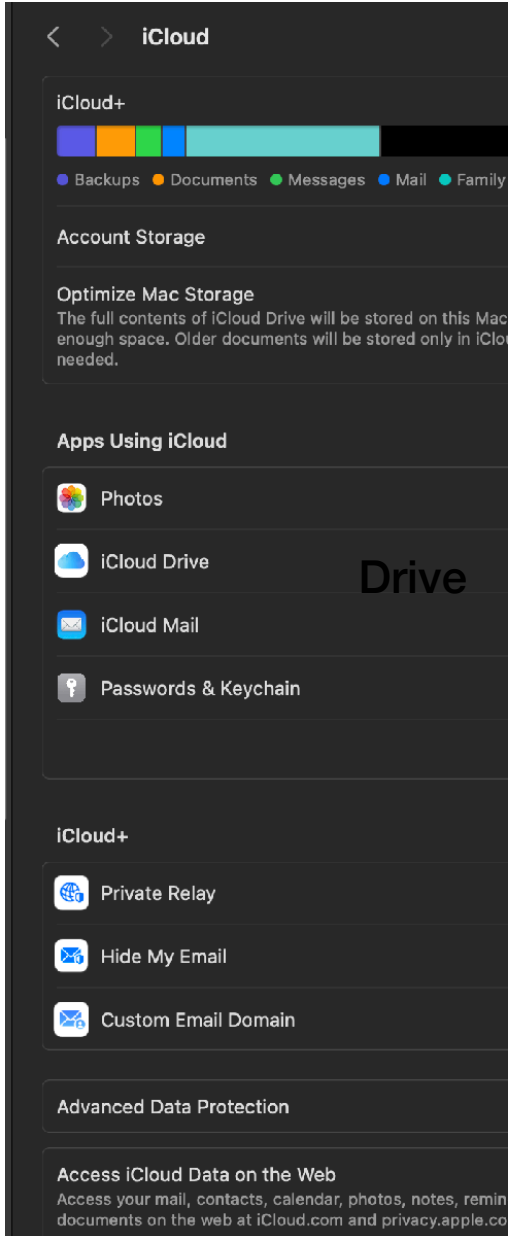 iCloud
iCloud+
Backups Documents Messages Mail Family
Account Storage
Optimize Mac Storage
The full contents of iCloud Drive will be stored on this Mac
enough space. Older documents will be stored only in iClou
needed.
Apps Using iCloud
Photos
iCloud Drive
Drive
iCloud Mail
Passwords & Keychain
iCloud+
Private Relay
Hide My Email
Custom Email Domain
Advanced Data Protection
Access iCloud Data on the Web
Access your mail, contacts, calendar, photos, notes, remin
documents on the web at iCloud.com and privacy.apple.co